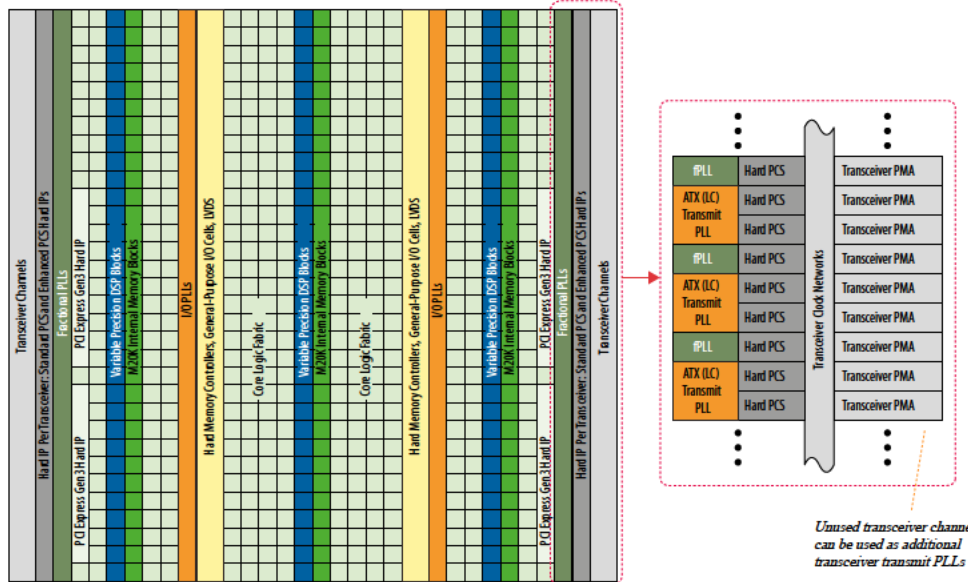 Transceiver Channels
Hard IP Per Transceiver: Standard PCS and Enhanced PCS Hard IPs
Fractional PLLs
PCI Express Gen3 Hard IP
PCI Express Gen3 Hard IP
Variable Precision DSP Blocks
M20K Internal Memory Blocks
I/O PLLs
Hard Memory Controllers, General-Purpose I/O Cells, LVDS
Core Logic Fabric
Variable Precision DSP Blocks
M20K Internal Memory Blocks
Core Logic Fabric
Hard Memory Controllers, General-Purpose I/O Cells, LVDS
I/O PLLs
Variable Precision DSP Blocks
M20K Internal Memory Blocks
PCI Express Gen3 Hard IP
PCI Express Gen3 Hard IP
Fractional PLLs
Hard IP Per Transceiver: Standard PCS and Enhanced PCS Hard IPs
Transceiver Channels
fPLL
ATX (LC)
Transmit
PLL
fPLL
ATX (LC)
Transmit
PLL
fPLL
ATX (LC)
Transmit
PLL
Hard PCS
Hard PCS
Hard PCS
Hard PCS
Hard PCS
Hard PCS
Hard PCS
Hard PCS
Hard PCS
Transceiver Clock Networks
Transceiver PMA
Transceiver PMA
Transceiver PMA
Transceiver PMA
Transceiver PMA
Transceiver PMA
Transceiver PMA
Transceiver PMA
Transceiver PMA
Unused transceiver channe
can be used as additional
transceiver transmit PLLs